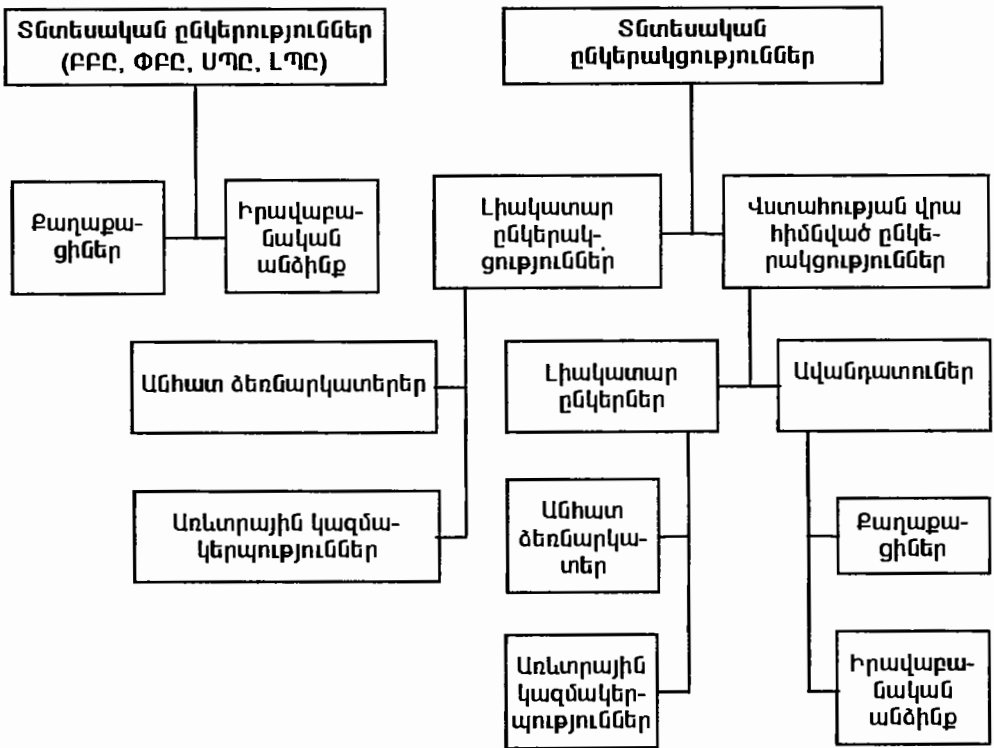 Տնտեսական ընկերություններ
(ԲԲԸ, ՓԲԸ, ՍՊԸ, ԼՊԸ)
Տնտեսական
ընկերակցություններ
Քաղաքա-
ցիներ
Իրավաբա-
նական
անձինք
Լիակատար
ընկերակ-
ցություններ
Վստահության վրա
հիմնված ընկե-
րակցություններ
Անհատ ձեռնարկատերեր
Լիակատար
ընկերներ
Ավանդատուներ
Առևտրային կազմա-
կերպություններ
Անհատ
ձեռնարկա-
տեր
Քաղաքա-
ցիներ
Առևտրային
կազմակեր-
պություններ
Իրավաբա-
նական
անձինք